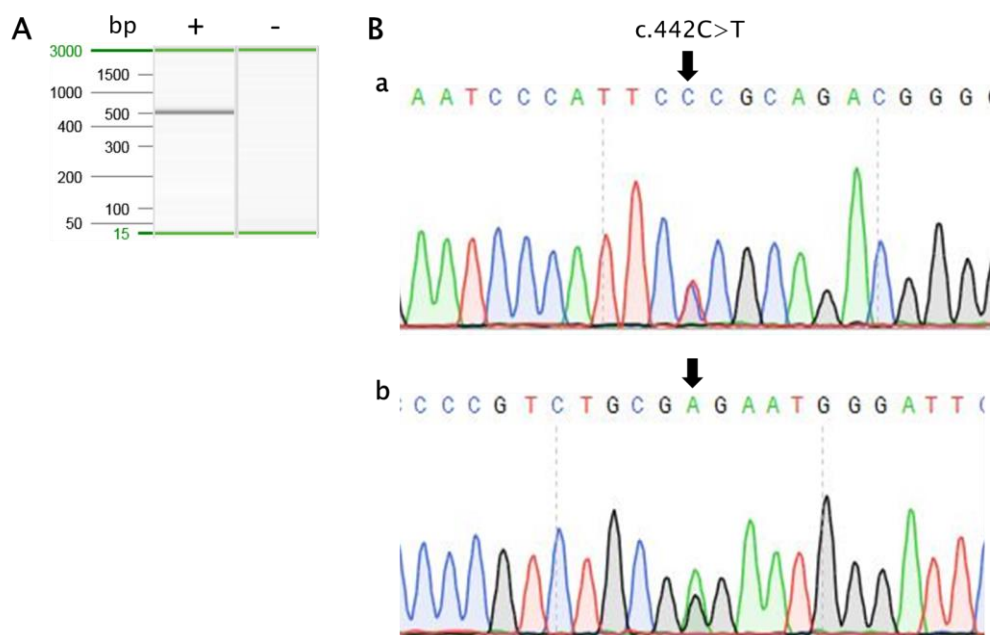 A bp + -
3000
1500
1000
500
400
300
200
100
50
15
B
c.442C>T
a
A A T C C C A T T C C C G C A G A C G G G
b
C C C G T C T G C G A G A A T G G G A T T